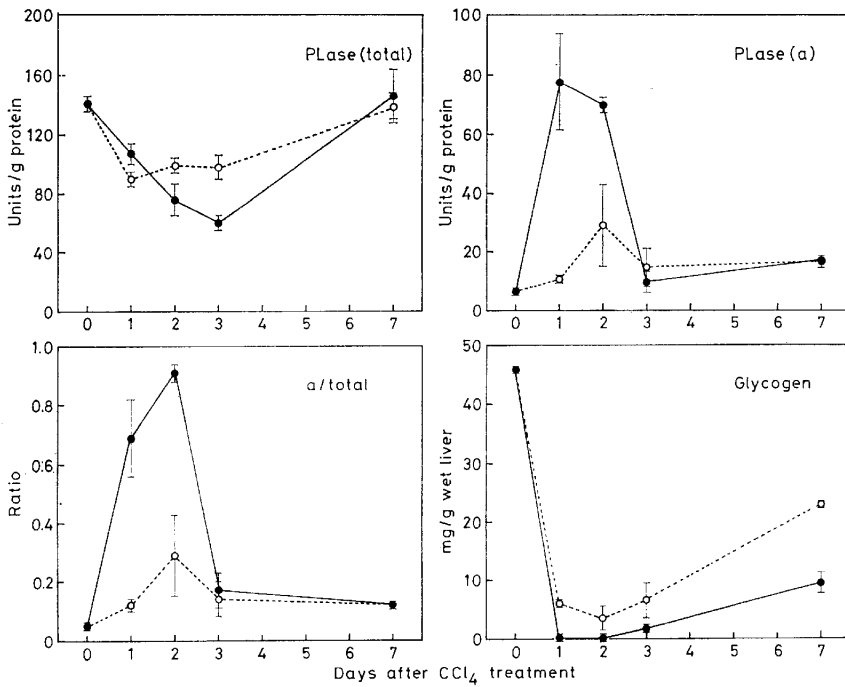 200
160
120
80
40
0
Units/g protein
PLase (total)
0 1 2 3 4 5 6 7
100
80
60
40
20
0
Units/g protein
PLase (a)
0 1 2 3 4 5 6 7
1.0
0.8
0.6
0.4
0.2
0
Ratio
a/total
0 1 2 3 4 5 6 7
50
40
30
20
10
0
mg/g wet liver
Glycogen
0 1 2 3 4 5 6 7
Days after CCl₄ treatment